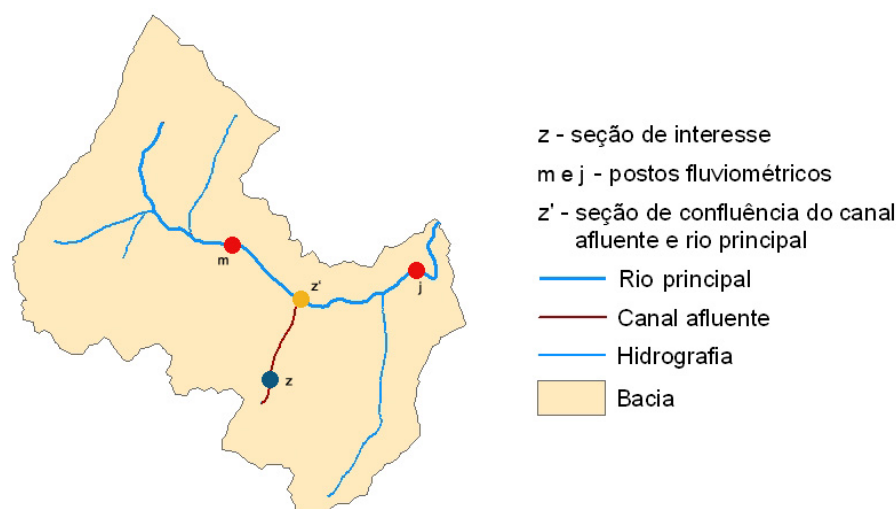 z - seção de interesse
m e j - postos fluviométricos
z' - seção de confluência do canal
afluente e rio principal
Rio principal
Canal afluente
Hidrografia
Bacia
m
z'
j
z